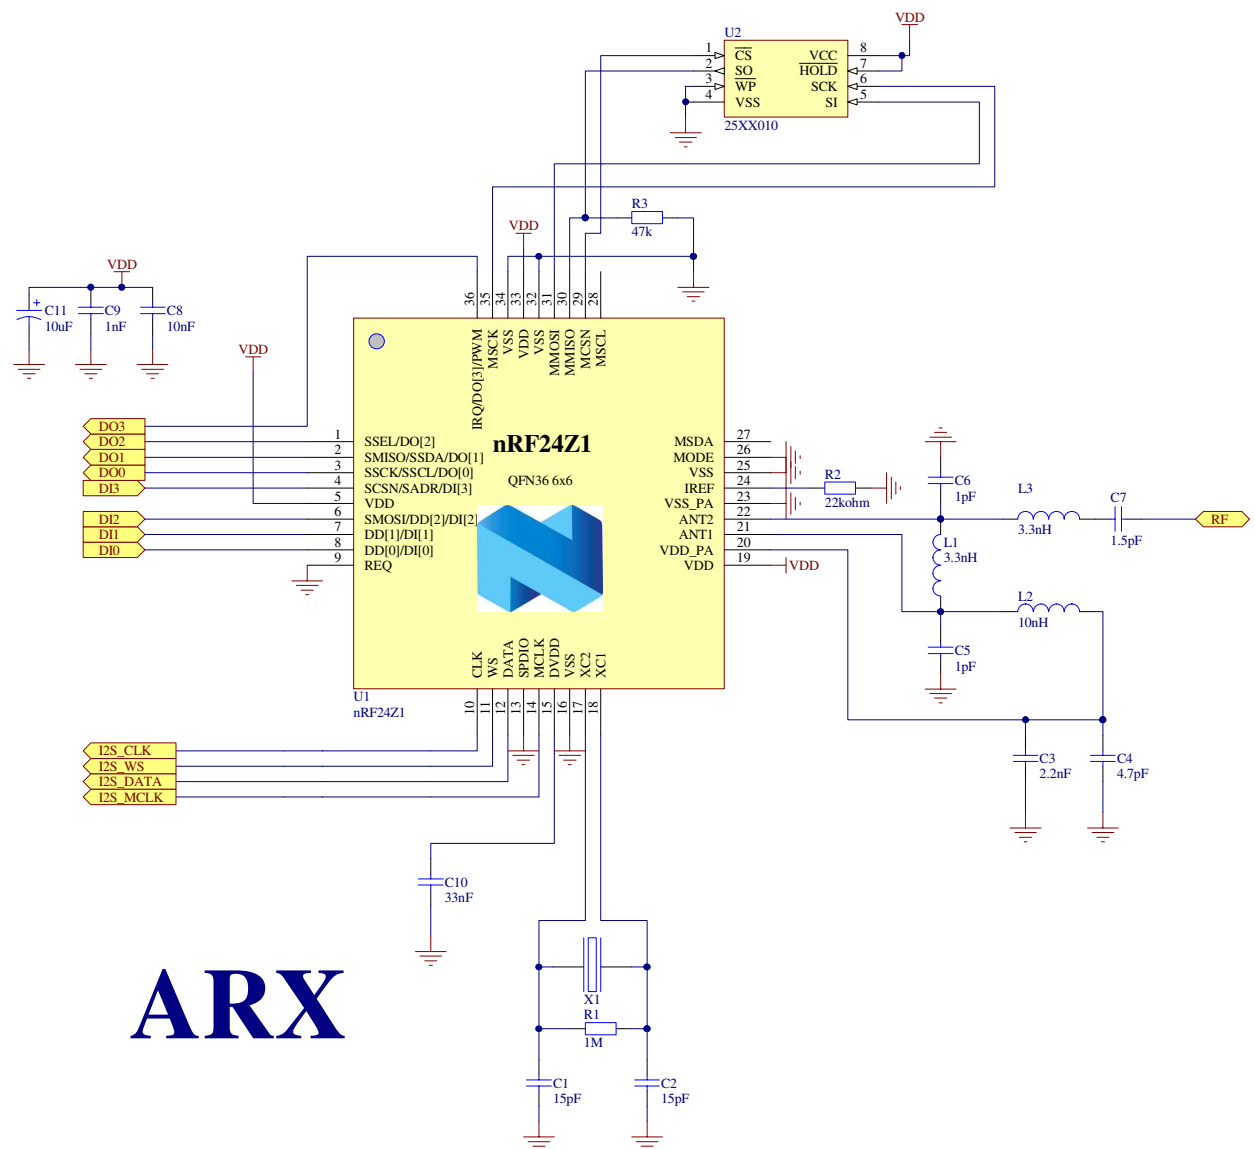 VDD
U2
1 CS VCC 8
2 SO HOLD 7
3 WP SCK 6
4 VSS SI 5
25XX010
R3
47k
VDD
VDD
C11
10uF
C9
1nF
C8
10nF
VDD
36 35 34 33 32 31 30 29 28
IRQ/DO[3]/PWM
MSCK
VSS
VDD
VSS
MMOSI
MMISO
MCSN
MSCL
nRF24Z1
QFN36 6x6
DO3
DO2 1 SSEL/DO[2]
DO1 2 SMISO/SSDA/DO[1]
DO0 3 SSCK/SSCL/DO[0]
DI3 4 SCSN/SADR/DI[3]
5 VDD
DI2 6 SMOSI/DD[2]/DI[2]
DI1 7 DD[1]/DI[1]
DI0 8 DD[0]/DI[0]
9 REQ
MSDA 27
MODE 26
VSS 25
IREF 24
VSS_PA 23
ANT2 22
ANT1 21
VDD_PA 20
VDD 19
VDD
R2
22kohm
C6
1pF
L3
3.3nH
C7
1.5pF
RF
L1
3.3nH
L2
10nH
C5
1pF
C3
2.2nF
C4
4.7pF
CLK
WS
DATA
SPDIO
MCLK
DVDD
VSS
XC2
XC1
10 11 12 13 14 15 16 17 18
U1
nRF24Z1
I2S_CLK
I2S_WS
I2S_DATA
I2S_MCLK
C10
33nF
ARX
X1
R1
1M
C1
15pF
C2
15pF